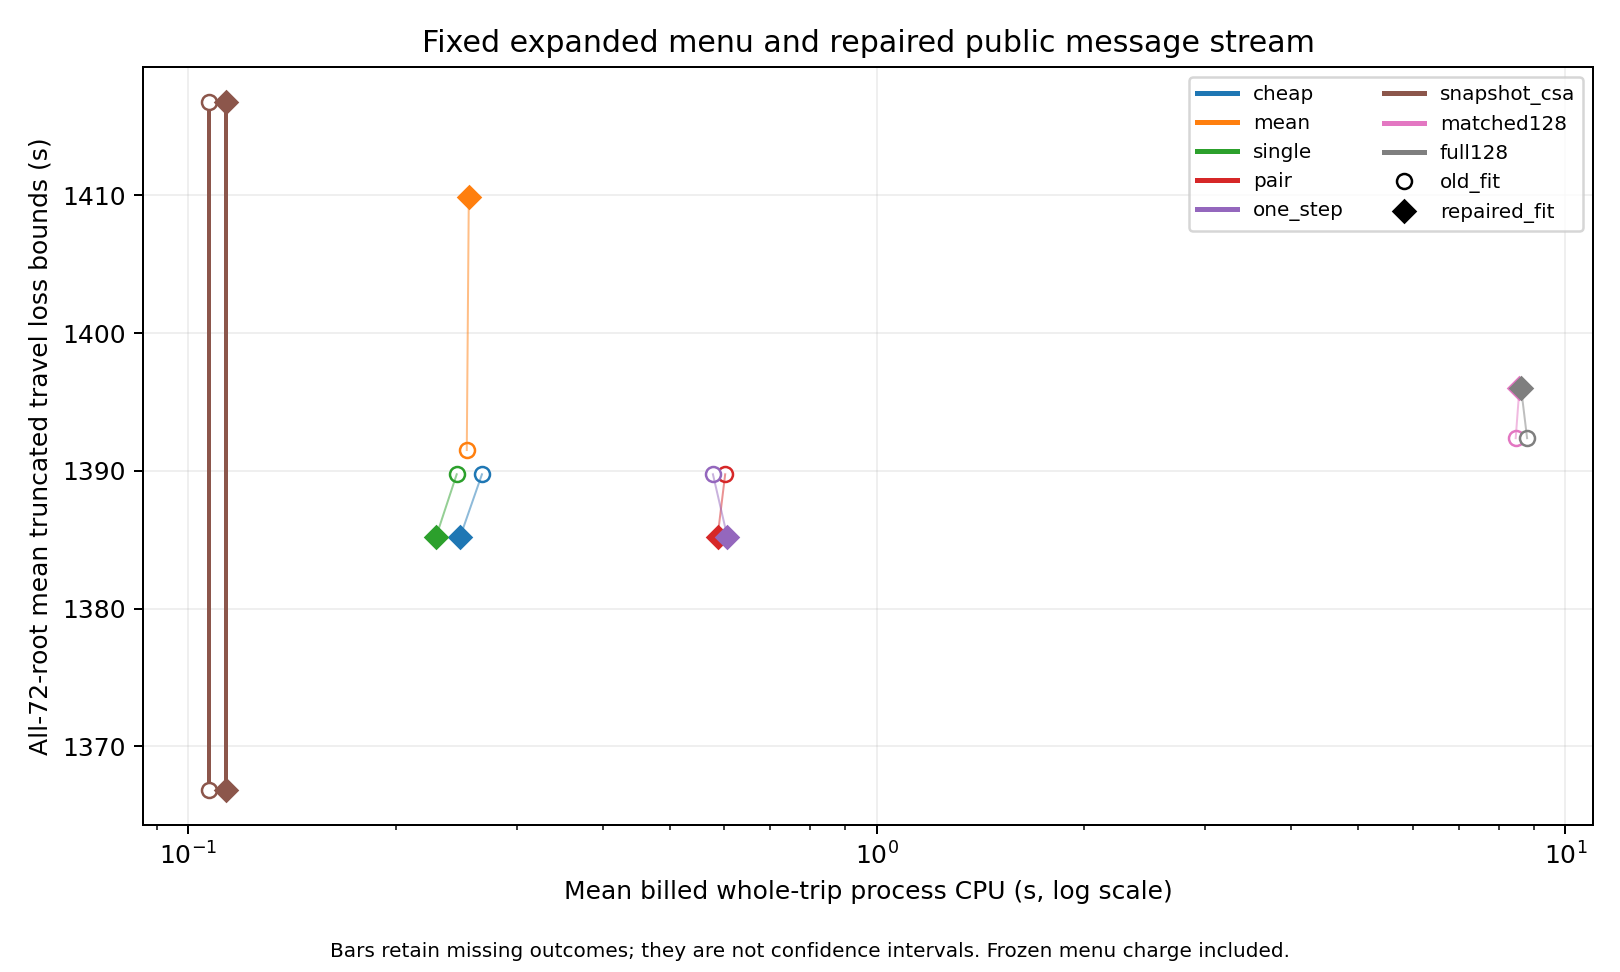 Fixed expanded menu and repaired public message stream
All-72-root mean truncated travel loss bounds (s)
1410
1400
1390
1380
1370
cheap
mean
single
pair
one_step
snapshot_csa
matched128
full128
old_fit
repaired_fit
10⁻¹
10⁰
10¹
Mean billed whole-trip process CPU (s, log scale)
Bars retain missing outcomes; they are not confidence intervals. Frozen menu charge included.